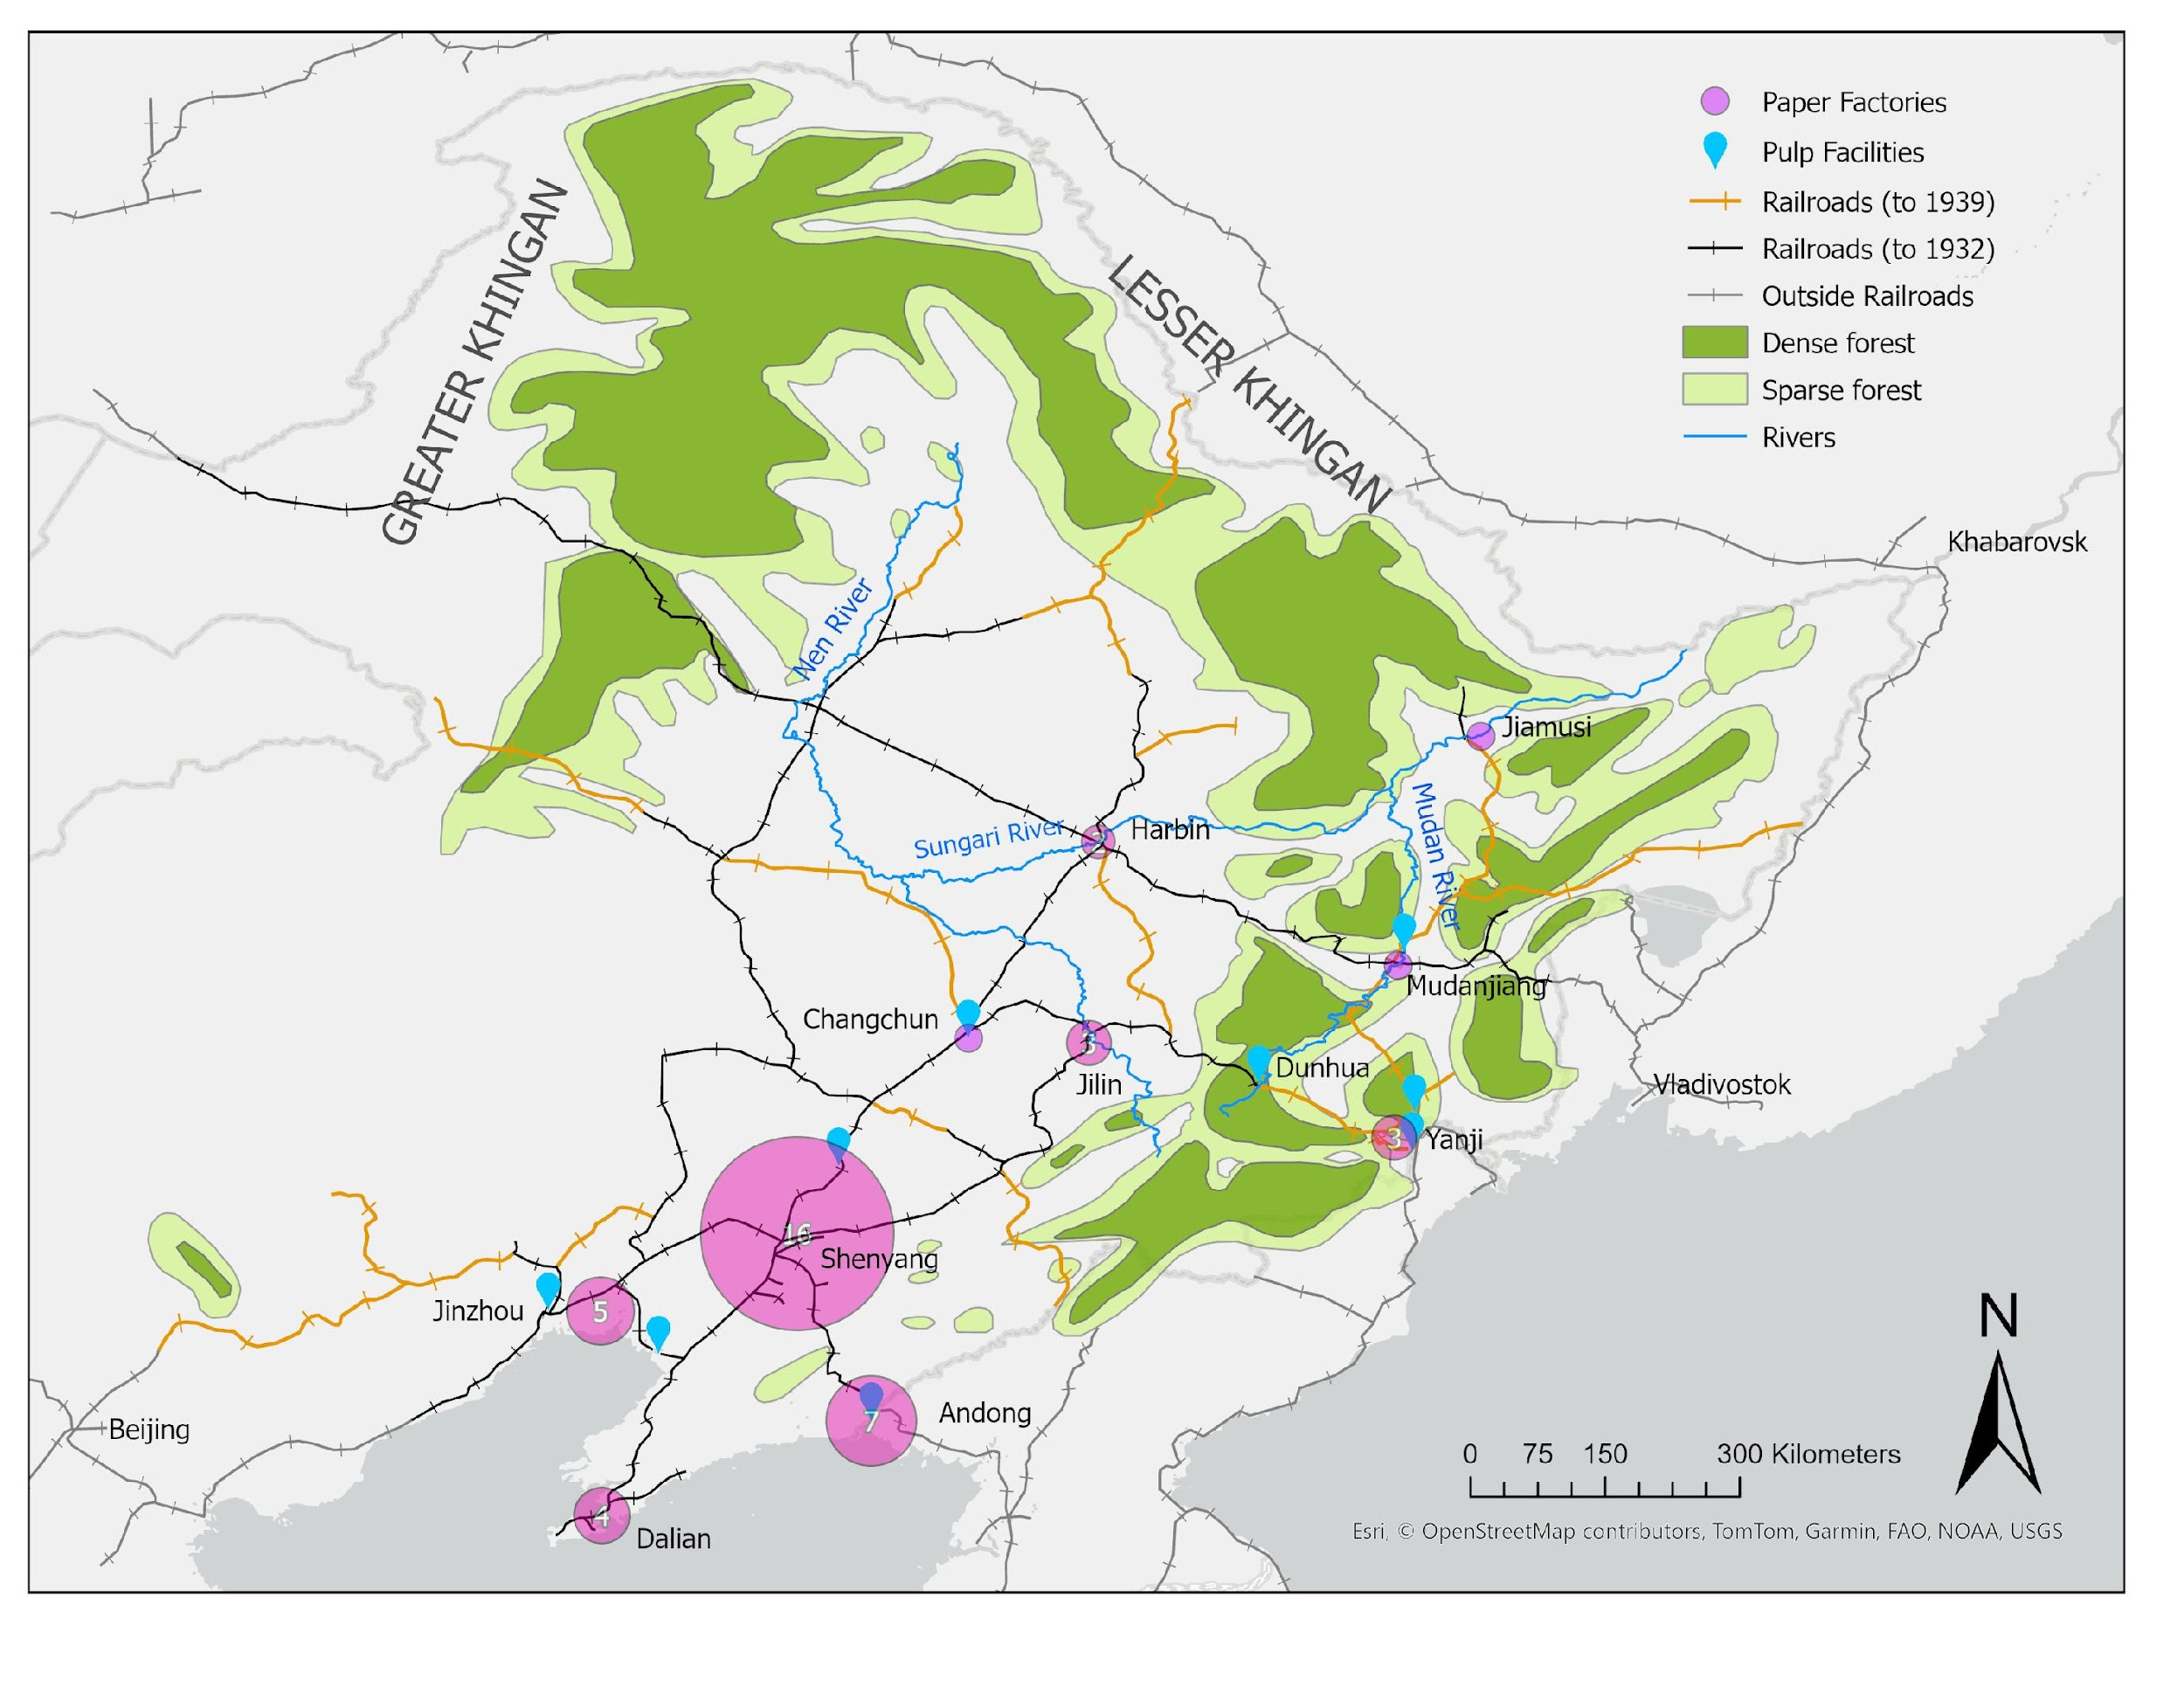 Paper Factories
Pulp Facilities
Railroads (to 1939)
Railroads (to 1932)
Outside Railroads
Dense forest
Sparse forest
Rivers
GREATER KHINGAN
LESSER KHINGAN
Khabarovsk
Nen River
Jiamusi
Mudan River
Sungari River
Harbin
Mudanjiang
Changchun
3
Jilin
Dunhua
Vladivostok
3
Yanji
16
Shenyang
Jinzhou
5
Beijing
7
Andong
4
Dalian
N
0 75 150 300 Kilometers
Esri, © OpenStreetMap contributors, TomTom, Garmin, FAO, NOAA, USGS